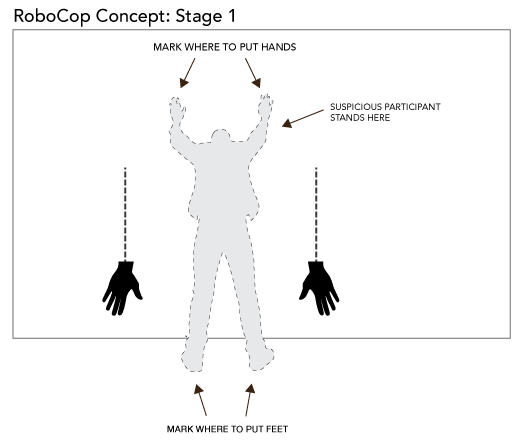 RoboCop Concept: Stage 1
MARK WHERE TO PUT HANDS
SUSPICIOUS PARTICIPANT
STANDS HERE
MARK WHERE TO PUT FEET